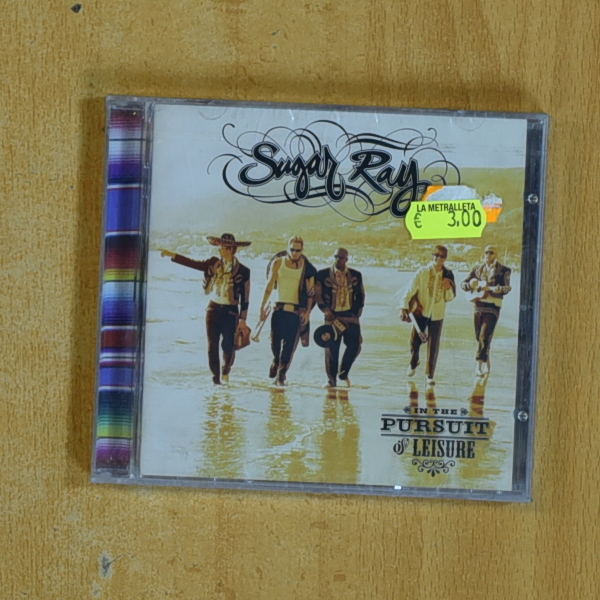 Sugar Ray
LA METRALLETA
€ 3,00
IN THE
PURSUIT
of LEISURE